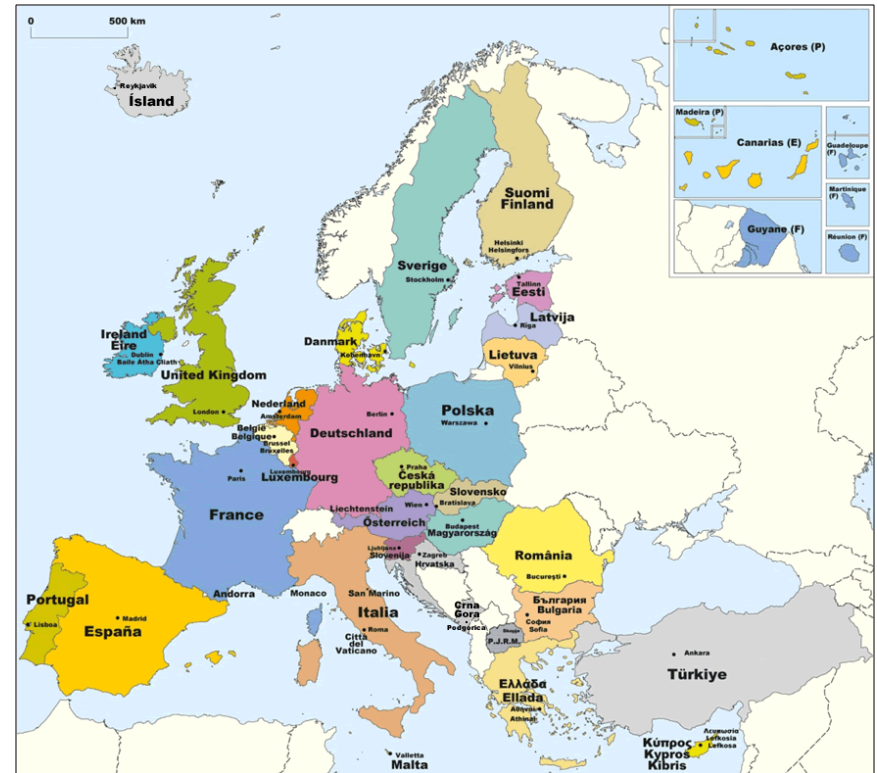 0 500 km
Reykjavik
Ísland
Açores (P)
Madeira (P)
Canarias (E)
Guadeloupe
(F)
Martinique
(F)
Guyane (F)
Réunion (F)
Suomi
Finland
Helsinki
Helsingfors
Sverige
Stockholm
Tallinn
Eesti
Latvija
Rīga
Lietuva
Vilnius
Danmark
København
Ireland
Éire
Dublin
Baile Átha Cliath
United Kingdom
London
Nederland
Amsterdam
België
Belgique
Brussel
Bruxelles
Luxembourg
Luxembourg
Berlin
Deutschland
Polska
Warszawa
Praha
Česká
republika
Slovensko
Bratislava
Liechtenstein
Wien
Österreich
Budapest
Magyarország
Paris
France
Ljubljana
Slovenija
Zagreb
Hrvatska
România
București
България
Bulgaria
София
Sofia
Andorra
Monaco
San Marino
Italia
Roma
Città
del
Vaticano
Portugal
Lisboa
Madrid
España
Crna
Gora
Podgorica
Skopje
P.J.R.M.
Ελλάδα
Ellada
Athinai
Ankara
Türkiye
Λευκωσία
Lefkosia
Lefkosa
Κύπρος
Kypros
Kibris
Valletta
Malta